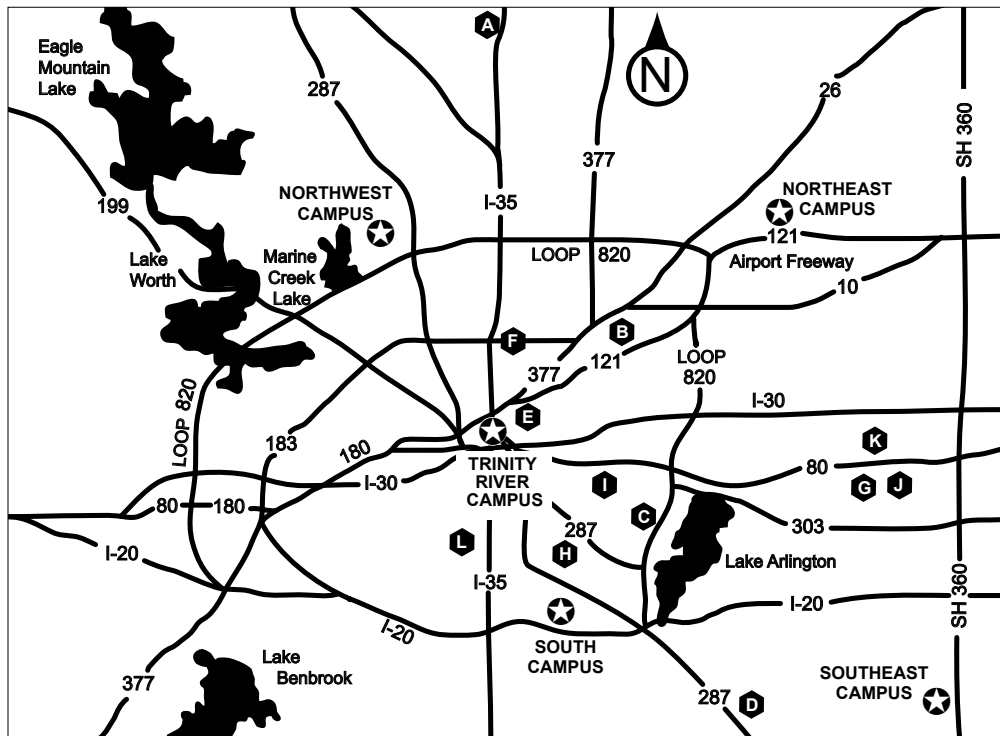 A
Eagle
Mountain
Lake
N
287
26
SH 360
377
NORTHWEST
CAMPUS
NORTHEAST
CAMPUS
199
I-35
121
Lake
Worth
Marine
Creek
Lake
LOOP 820
Airport Freeway
10
B
F
121
LOOP
820
377
I-30
E
LOOP 820
183
180
K
TRINITY
RIVER
CAMPUS
80
I-30
I
G
J
80
180
C
303
287
L
H
I-20
Lake Arlington
I-35
I-20
SH 360
I-20
SOUTH
CAMPUS
Lake
Benbrook
377
287
D
SOUTHEAST
CAMPUS